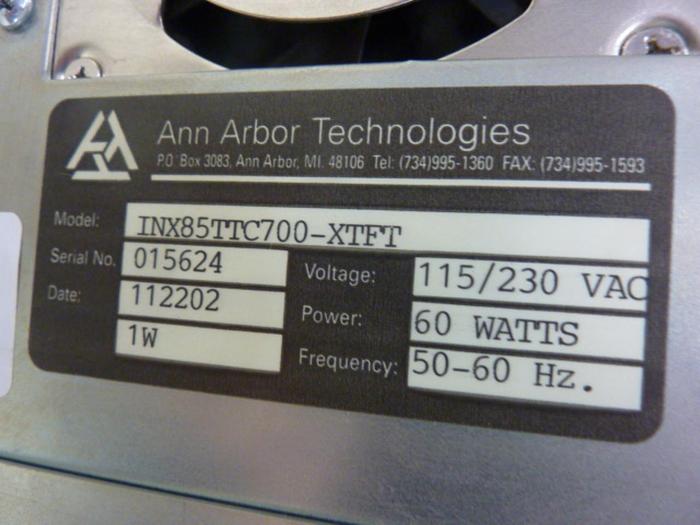 Ann Arbor Technologies
P.O. Box 3083, Ann Arbor, MI. 48106 Tel: (734)995-1360 FAX: (734)995-1593
Model: INX85TTC700-XTFT
Serial No. 015624
Voltage: 115/230 VAC
Date: 112202
Power: 60 WATTS
1W
Frequency: 50-60 Hz.